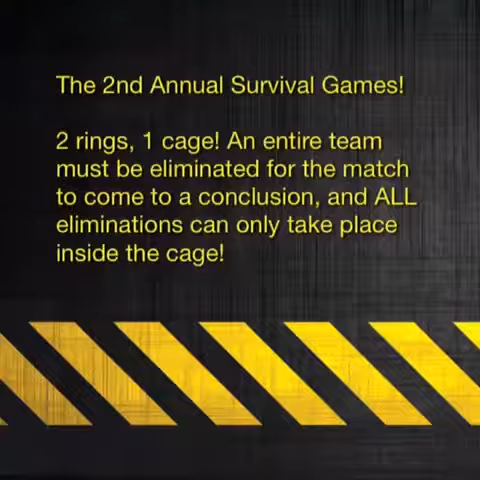 The 2nd Annual Survival Games!
2 rings, 1 cage! An entire team
must be eliminated for the match
to come to a conclusion, and ALL
eliminations can only take place
inside the cage!